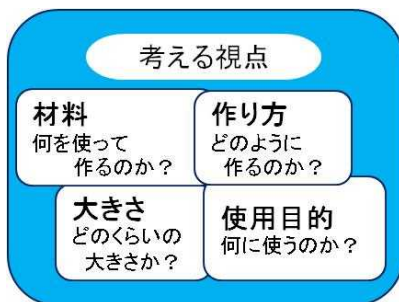 考える視点
材料
何を使って
作るのか？
作り方
どのように
作るのか？
大きさ
どのくらいの
大きさか？
使用目的
何に使うのか？